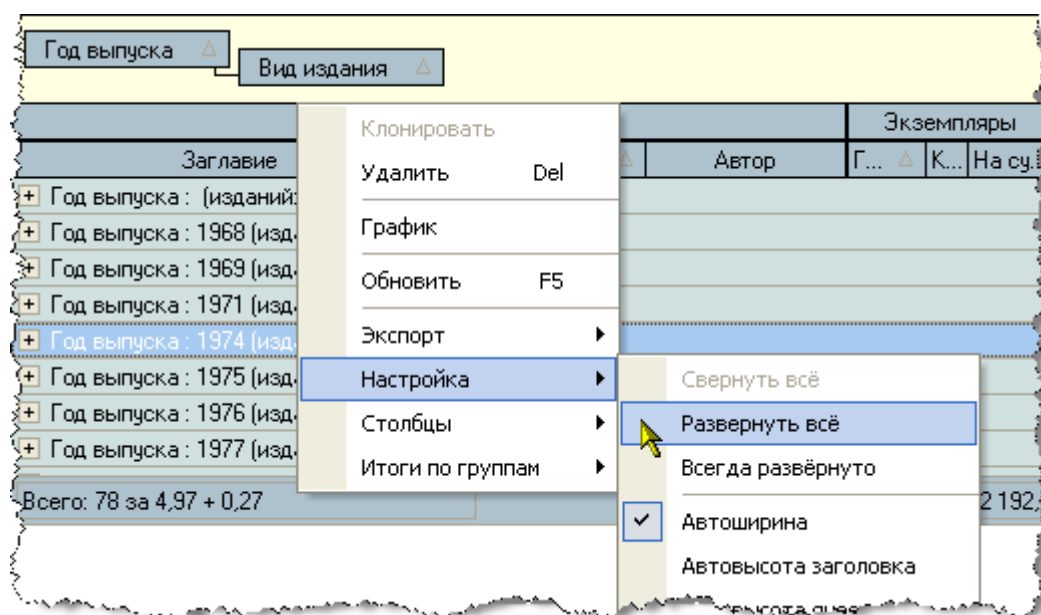 Год выпуска
Вид издания
Экземпляры
Заглавие
Автор
Г...
К...
На су.
Год выпуска : (изданий:
Год выпуска : 1968 (изд.
Год выпуска : 1969 (изд.
Год выпуска : 1971 (изд.
Год выпуска : 1974 (изд.
Год выпуска : 1975 (изд.
Год выпуска : 1976 (изд.
Год выпуска : 1977 (изд.
Всего: 78 за 4,97 + 0,27
2 192,
Клонировать
Удалить Del
График
Обновить F5
Экспорт
Настройка
Столбцы
Итоги по группам
Свернуть всё
Развернуть всё
Всегда развёрнуто
Автоширина
Автовысота заголовка